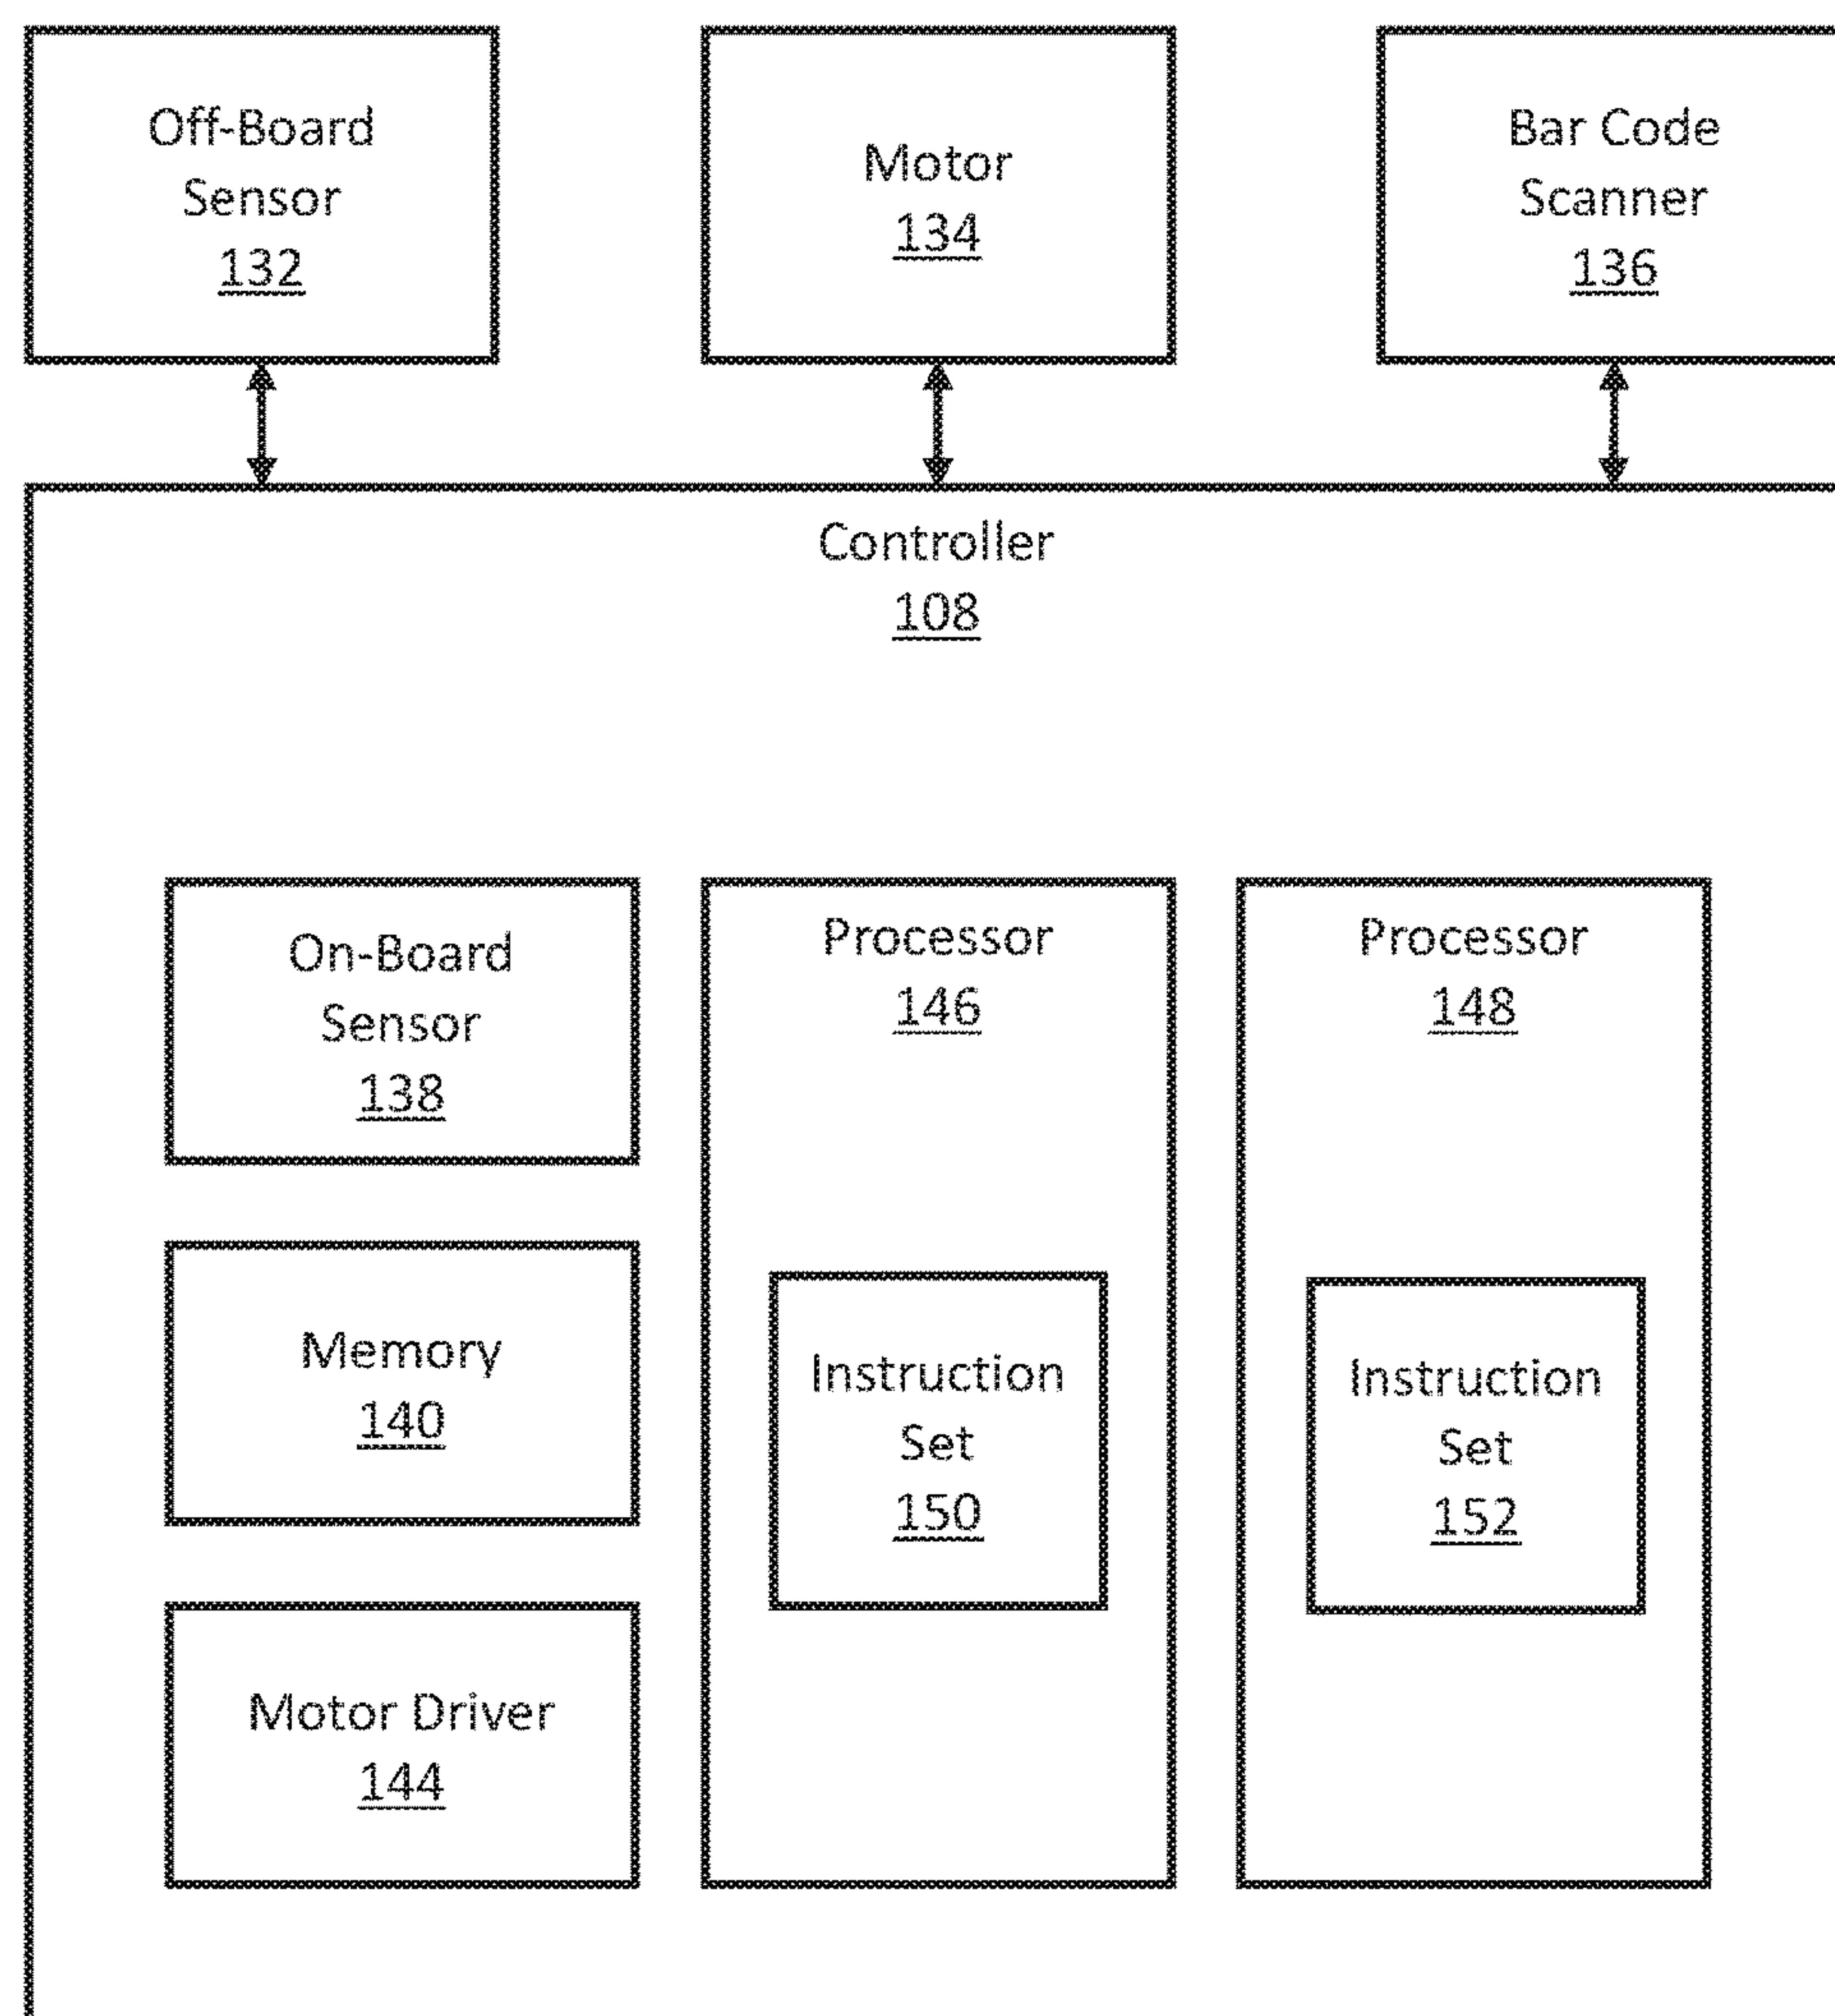 Off-Board
Sensor
132
Motor
134
Bar Code
Scanner
136
Controller
108
On-Board
Sensor
138
Memory
140
Motor Driver
144
Processor
146
Instruction
Set
150
Processor
148
Instruction
Set
152